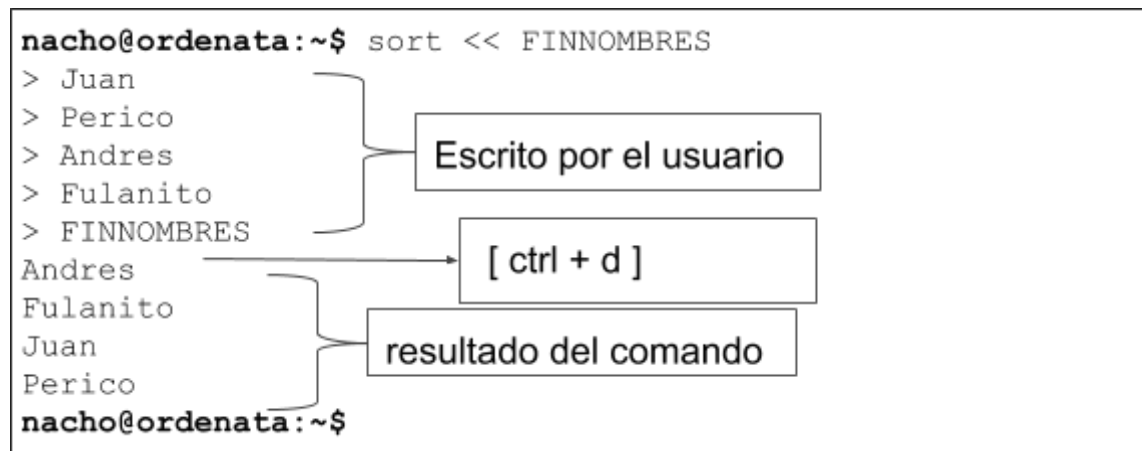 nacho@ordenata:~$ sort << FINNOMBRES
> Juan
> Perico
> Andres
> Fulanito
> FINNOMBRES
Escrito por el usuario
[ ctrl + d ]
Andres
Fulanito
Juan
Perico
resultado del comando
nacho@ordenata:~$